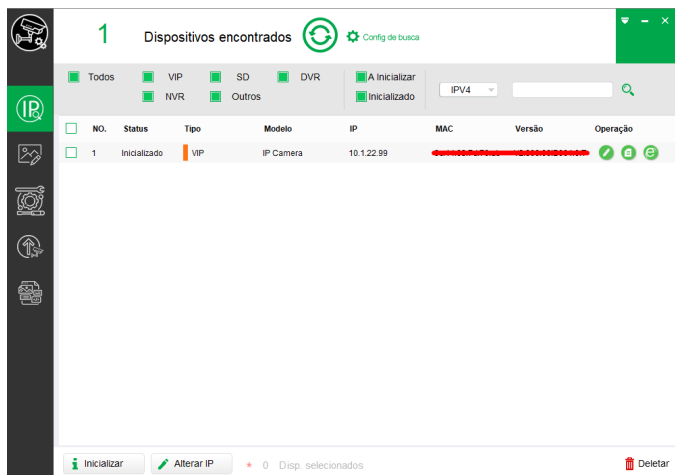 1 Dispositivos encontrados Config de busca
Todos VIP SD DVR A Inicializar
NVR Outros Inicializado
IPV4
IP
NO. Status Tipo Modelo IP MAC Versão Operação
1 Inicializado VIP IP Camera 10.1.22.99
Inicializar Alterar IP * 0 Disp. selecionados Deletar